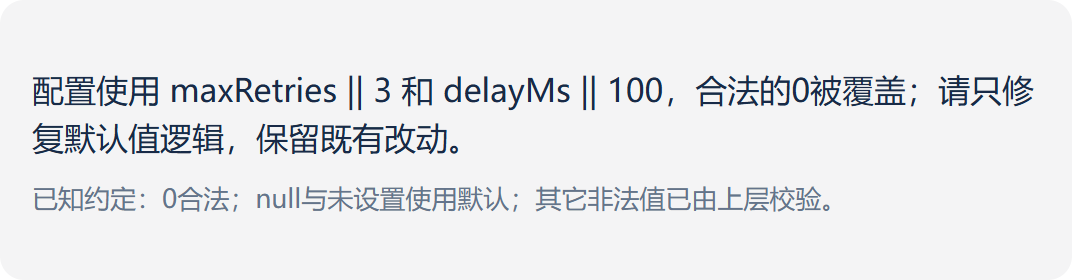 配置使用 maxRetries || 3 和 delayMs || 100，合法的0被覆盖；请只修
复默认值逻辑，保留既有改动。
已知约定：0合法；null与未设置使用默认；其它非法值已由上层校验。